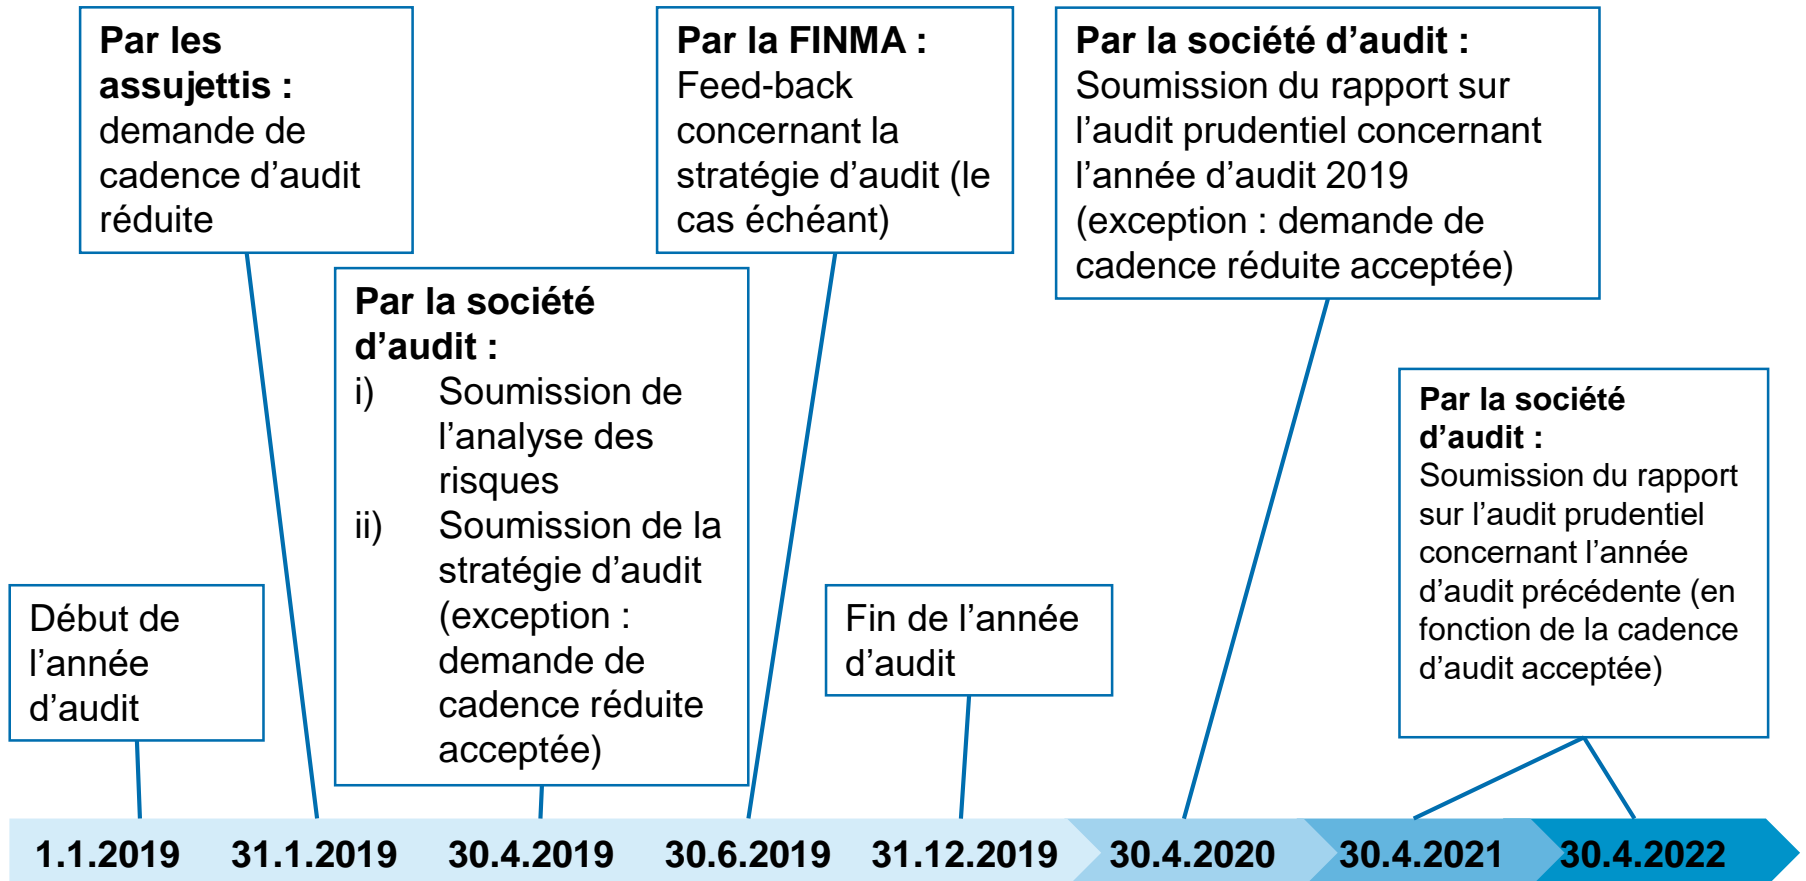 Par les
assujettis :
demande de
cadence d’audit
réduite
Par la FINMA :
Feed-back
concernant la
stratégie d’audit (le
cas échéant)
Par la société d’audit :
Soumission du rapport sur
l’audit prudentiel concernant
l’année d’audit 2019
(exception : demande de
cadence réduite acceptée)
Par la société
d’audit :
i) Soumission de
l’analyse des
risques
ii) Soumission de la
stratégie d’audit
(exception :
demande de
cadence réduite
acceptée)
Par la société
d’audit :
Soumission du rapport
sur l’audit prudentiel
concernant l’année
d’audit précédente (en
fonction de la cadence
d’audit acceptée)
Début de
l’année
d’audit
Fin de l’année
d’audit
1.1.2019 31.1.2019 30.4.2019 30.6.2019 31.12.2019 30.4.2020 30.4.2021 30.4.2022